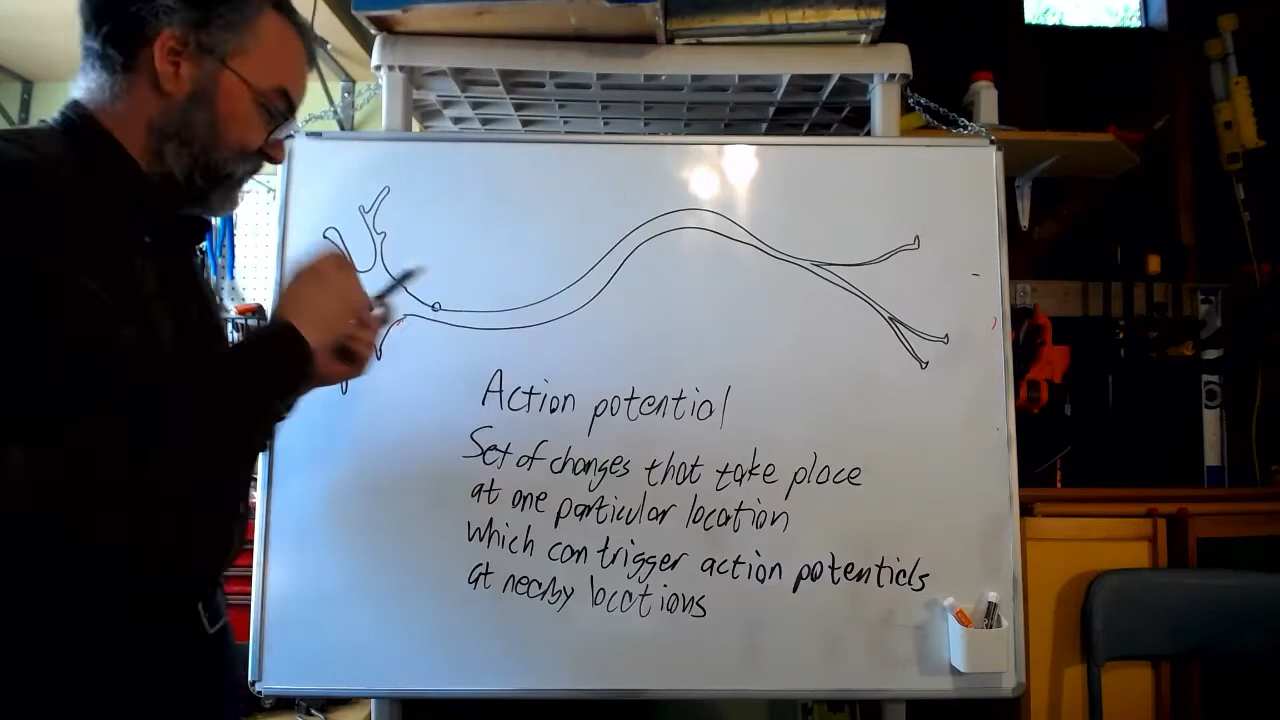 Action potential
Set of changes that take place
at one particular location
which can trigger action potentials
at nearby locations